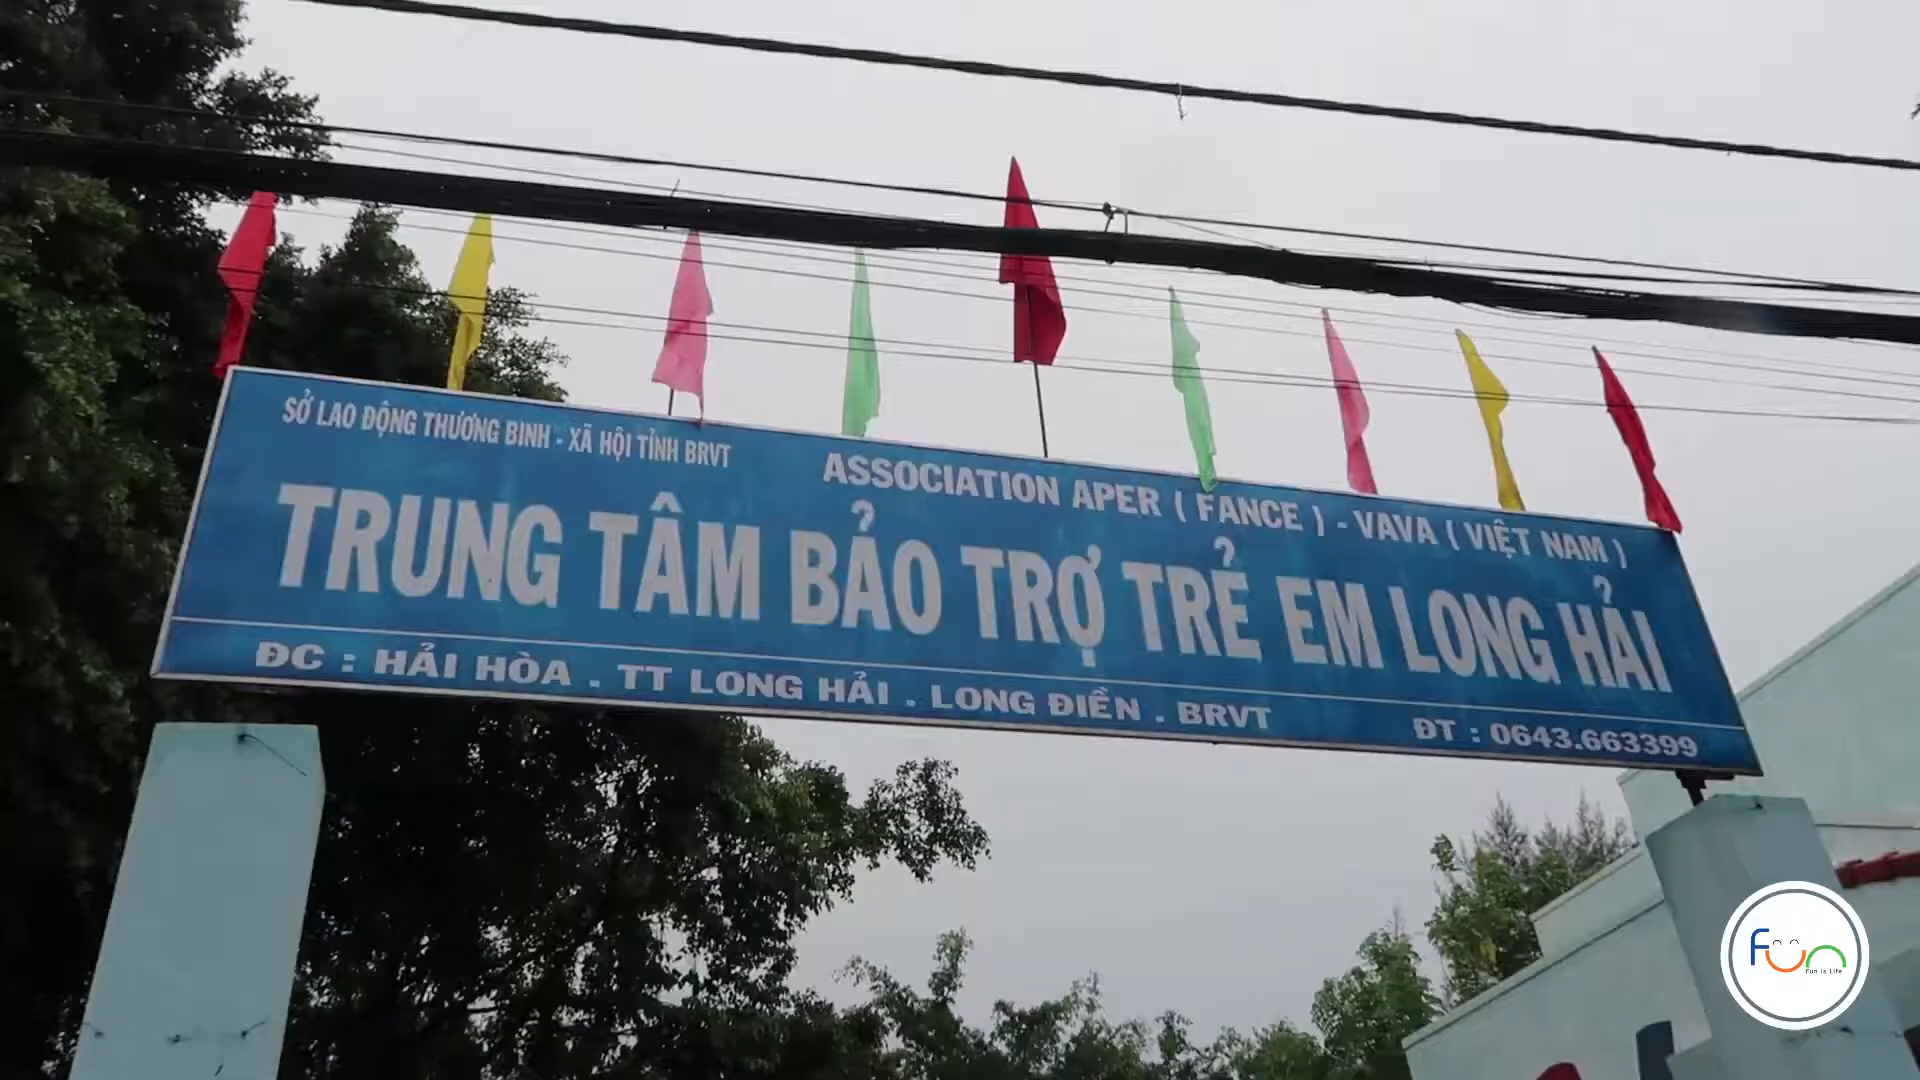 SỞ LAO ĐỘNG THƯƠNG BINH - XÃ HỘI TỈNH BRVT
ASSOCIATION APER ( FANCE ) - VAVA ( VIỆT NAM )
TRUNG TÂM BẢO TRỢ TRẺ EM LONG HẢI
ĐC : HẢI HÒA . TT LONG HẢI . LONG ĐIỀN . BRVT
ĐT : 0643.663399
Fun
Fun is Life